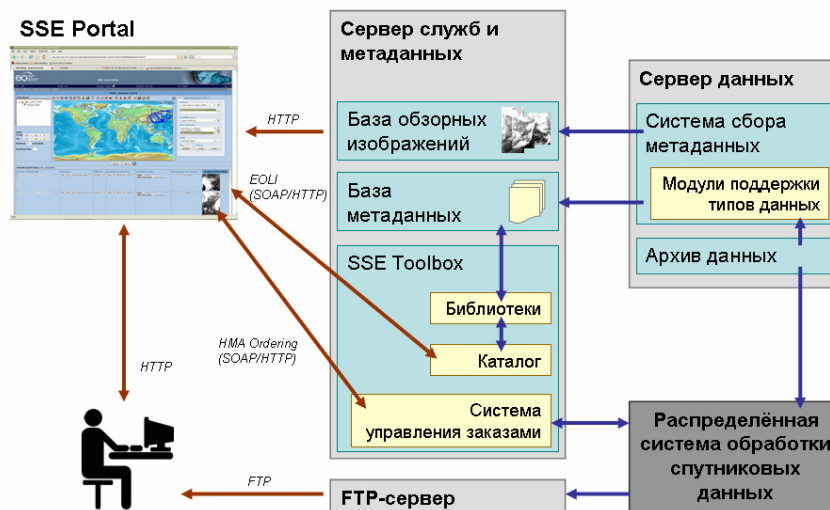 SSE Portal
Сервер служб и
метаданных
Сервер данных
HTTP
База обзорных
изображений
Система сбора
метаданных
EOLI
(SOAP/HTTP)
База
метаданных
Модули поддержки
типов данных
SSE Toolbox
Архив данных
Библиотеки
HMA Ordering
(SOAP/HTTP)
HTTP
Каталог
Система
управления заказами
Распределённая
система обработки
спутниковых
данных
FTP
FTP-сервер